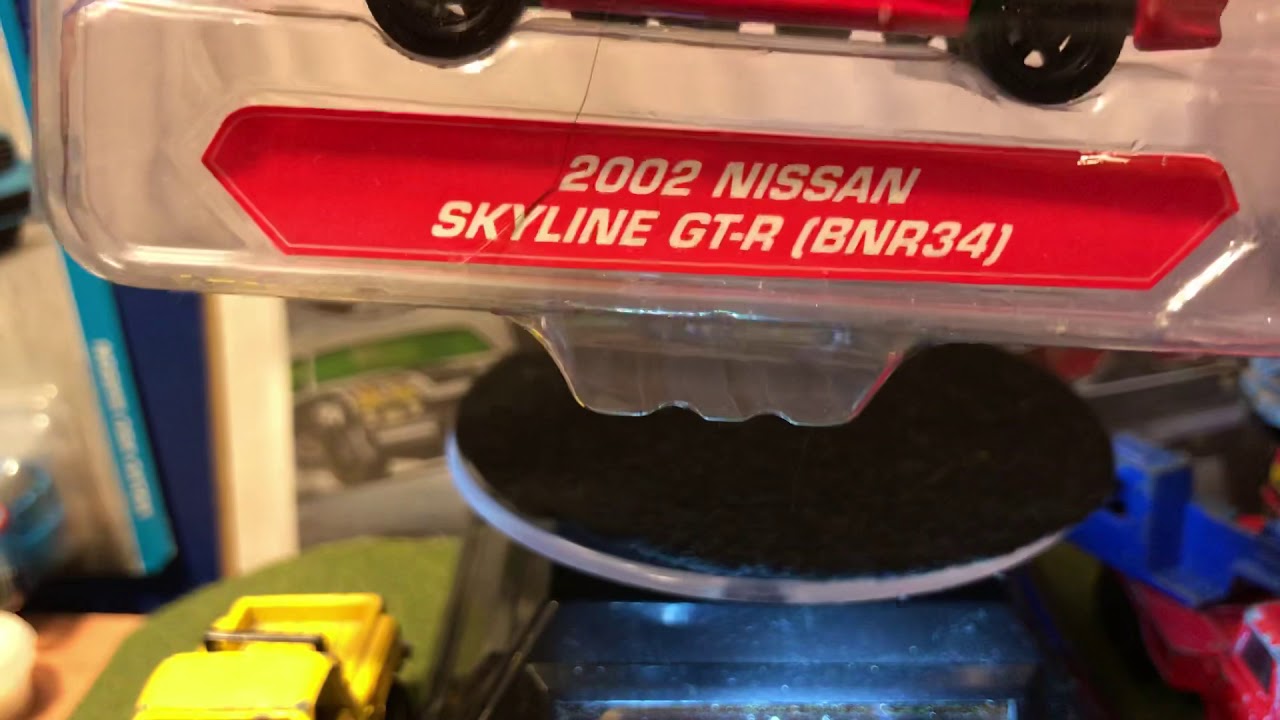 2002 NISSAN
SKYLINE GT-R (BNR34)